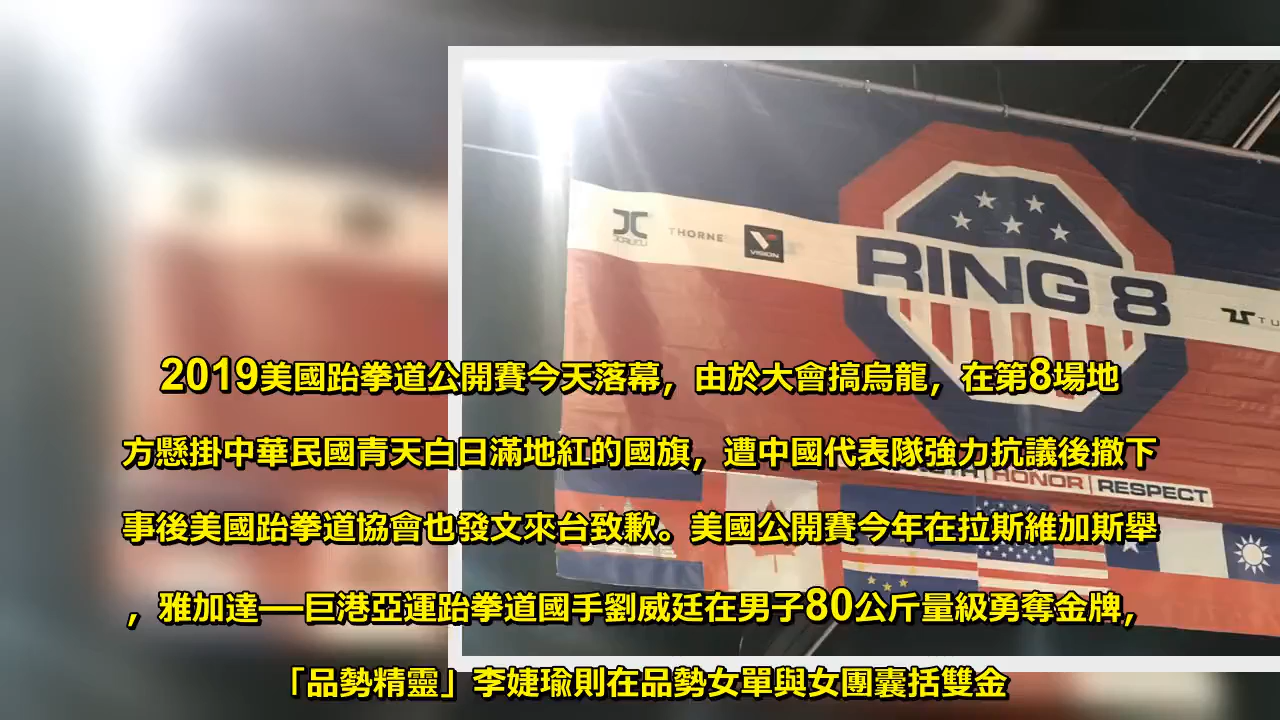 JCALICU
THORNE
VISION
RING 8
TU
2019美國跆拳道公開賽今天落幕，由於大會搞烏龍，在第8場地
方懸掛中華民國青天白日滿地紅的國旗，遭中國代表隊強力抗議後撤下
HONOR | RESPECT
事後美國跆拳道協會也發文來台致歉。美國公開賽今年在拉斯維加斯舉
，雅加達──巨港亞運跆拳道國手劉威廷在男子80公斤量級勇奪金牌，
「品勢精靈」李婕瑜則在品勢女單與女團囊括雙金